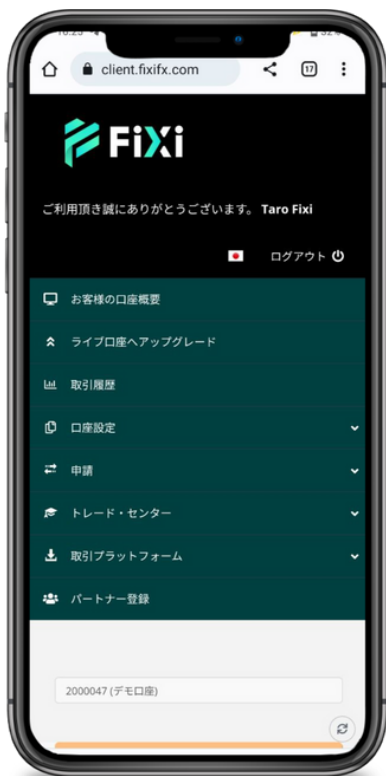 client.fixifx.com
17
FiXi
ご利用頂き誠にありがとうございます。 Taro Fixi
ログアウト
お客様の口座概要
ライブ口座へアップグレード
取引履歴
口座設定
申請
トレード・センター
取引プラットフォーム
パートナー登録
2000047 (デモ口座)